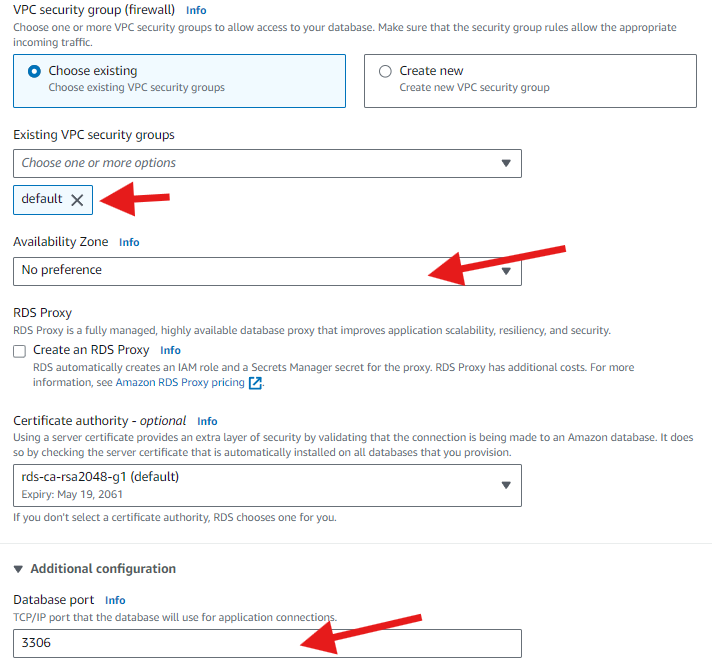 VPC security group (firewall) Info
Choose one or more VPC security groups to allow access to your database. Make sure that the security group rules allow the appropriate
incoming traffic.
Choose existing
Choose existing VPC security groups
Create new
Create new VPC security group
Existing VPC security groups
Choose one or more options
default
Availability Zone Info
No preference
RDS Proxy
RDS Proxy is a fully managed, highly available database proxy that improves application scalability, resiliency, and security.
Create an RDS Proxy Info
RDS automatically creates an IAM role and a Secrets Manager secret for the proxy. RDS Proxy has additional costs. For more
information, see Amazon RDS Proxy pricing.
Certificate authority - optional Info
Using a server certificate provides an extra layer of security by validating that the connection is being made to an Amazon database. It does
so by checking the server certificate that is automatically installed on all databases that you provision.
rds-ca-rsa2048-g1 (default)
Expiry: May 19, 2061
If you don't select a certificate authority, RDS chooses one for you.
Additional configuration
Database port Info
TCP/IP port that the database will use for application connections.
3306